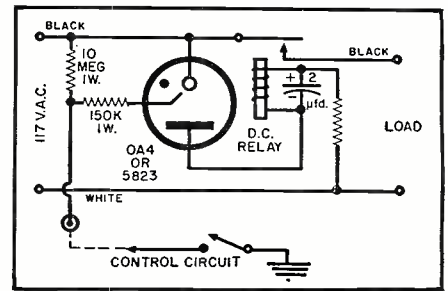 BLACK
10
MEG
1W.
117 V.A.C.
150K
1W.
OA4
OR
5823
D.C.
RELAY
+ 2
-
µfd.
BLACK
LOAD
WHITE
CONTROL CIRCUIT